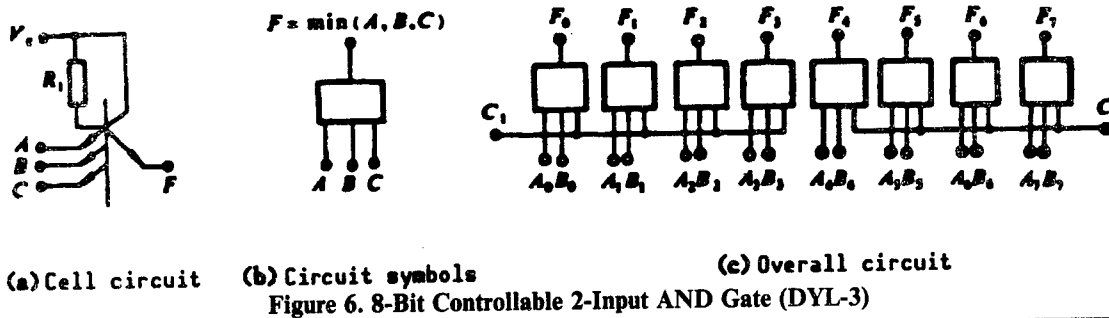 F = min(A, B, C)
F₀ F₁ F₂ F₃ F₄ F₅ F₆ F₇
R₁
C₁
C
A
B
C
F
A B C
A₀B₀ A₁B₁ A₂B₂ A₃B₃ A₄B₄ A₅B₅ A₆B₆ A₇B₇
(a) Cell circuit
(b) Circuit symbols
(c) Overall circuit
Figure 6. 8-Bit Controllable 2-Input AND Gate (DYL-3)